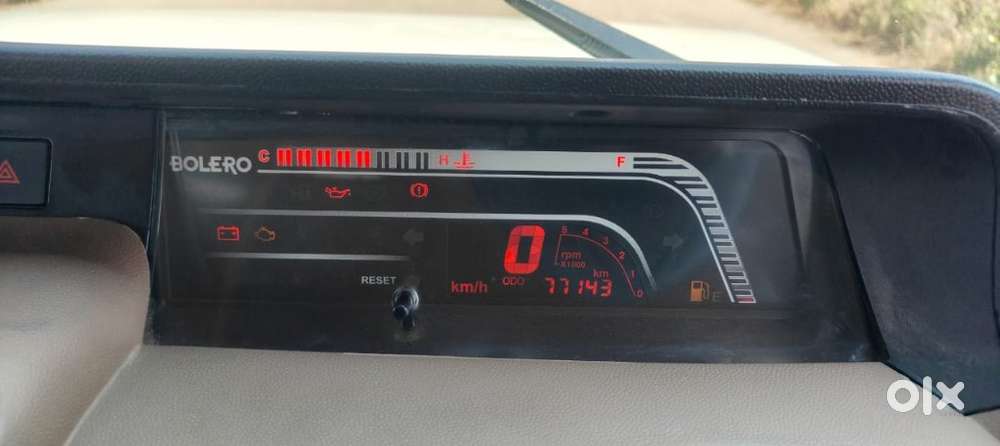 BOLERO C H F
5 4 3 2 1 0
0 rpm X1000
RESET km/h ODO 77143 km E
olx